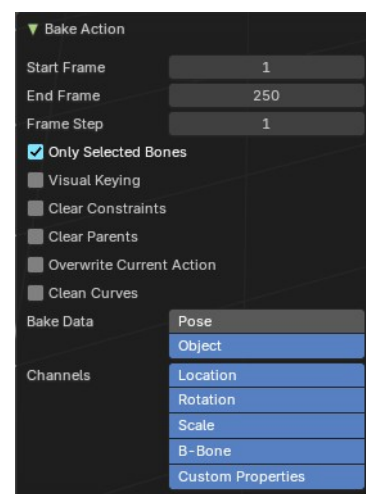 Bake Action
Start Frame 1
End Frame 250
Frame Step 1
Only Selected Bones
Visual Keying
Clear Constraints
Clear Parents
Overwrite Current Action
Clean Curves
Bake Data Pose
Object
Channels Location
Rotation
Scale
B-Bone
Custom Properties